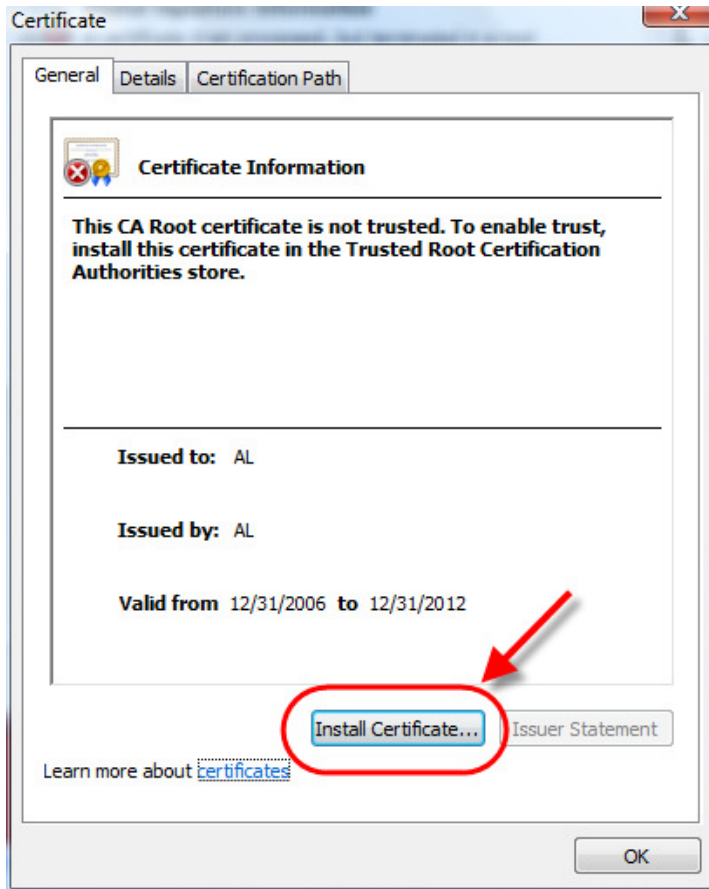 Certificate
General Details Certification Path
Certificate Information
This CA Root certificate is not trusted. To enable trust,
install this certificate in the Trusted Root Certification
Authorities store.
Issued to: AL
Issued by: AL
Valid from 12/31/2006 to 12/31/2012
Install Certificate... Issuer Statement
Learn more about certificates
OK